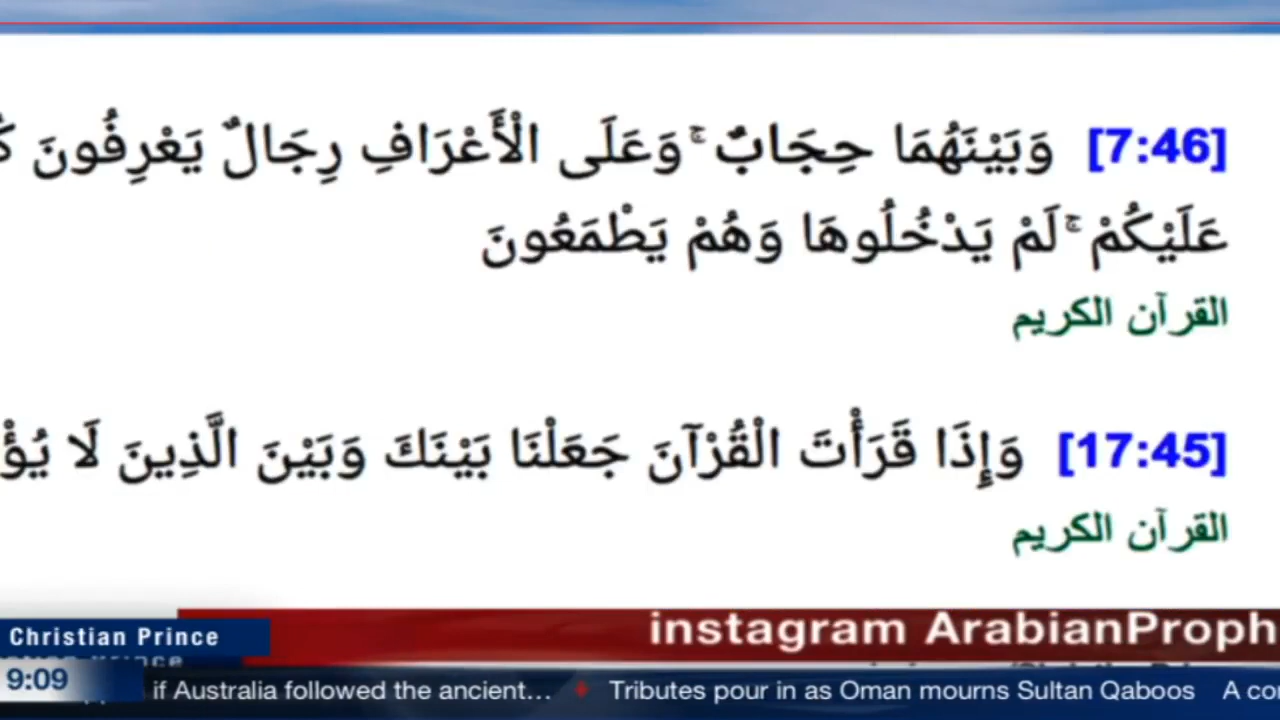 [7:46] وَبَيْنَهُمَا حِجَابٌ ۚ وَعَلَى الْأَعْرَافِ رِجَالٌ يَعْرِفُونَ
عَلَيْكُمْ ۚ لَمْ يَدْخُلُوهَا وَهُمْ يَطْمَعُونَ
القرآن الكريم
[17:45] وَإِذَا قَرَأْتَ الْقُرْآنَ جَعَلْنَا بَيْنَكَ وَبَيْنَ الَّذِينَ لَا
القرآن الكريم
instagram ArabianProph
Christian Prince
9:09
if Australia followed the ancient... Tributes pour in as Oman mourns Sultan Qaboos A co